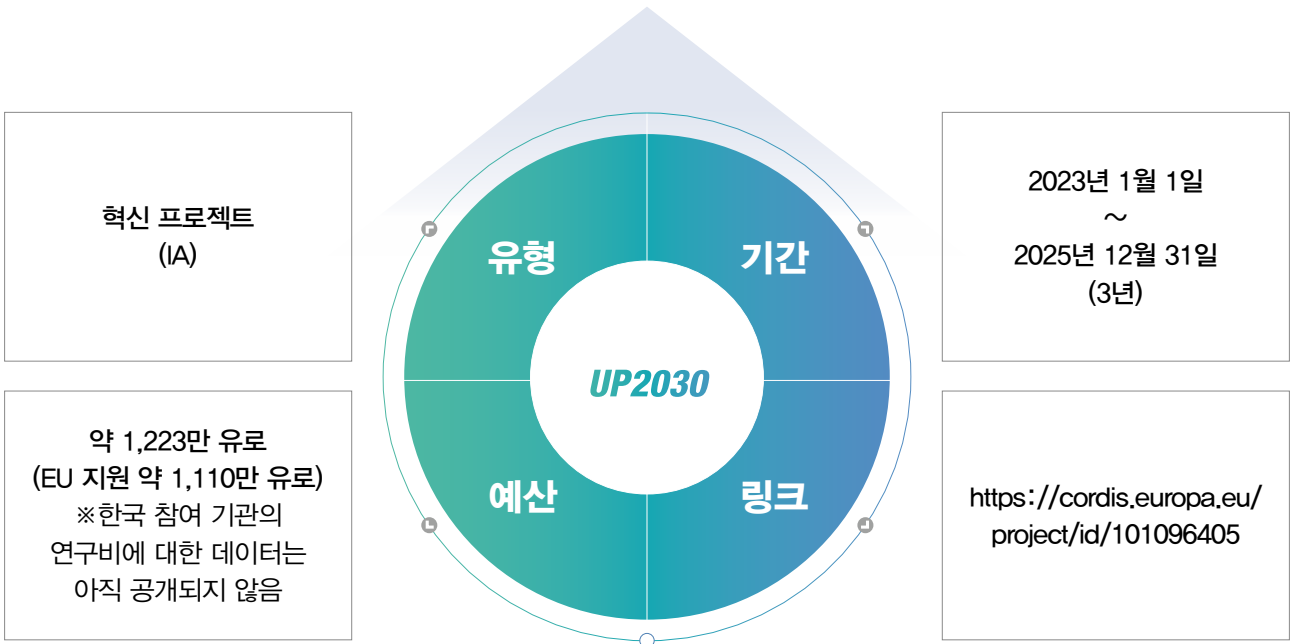 혁신 프로젝트
(IA)
유형
기간
2023년 1월 1일
~
2025년 12월 31일
(3년)
UP2030
약 1,223만 유로
(EU 지원 약 1,110만 유로)
※한국 참여 기관의
연구비에 대한 데이터는
아직 공개되지 않음
예산
링크
https://cordis.europa.eu/
project/id/101096405